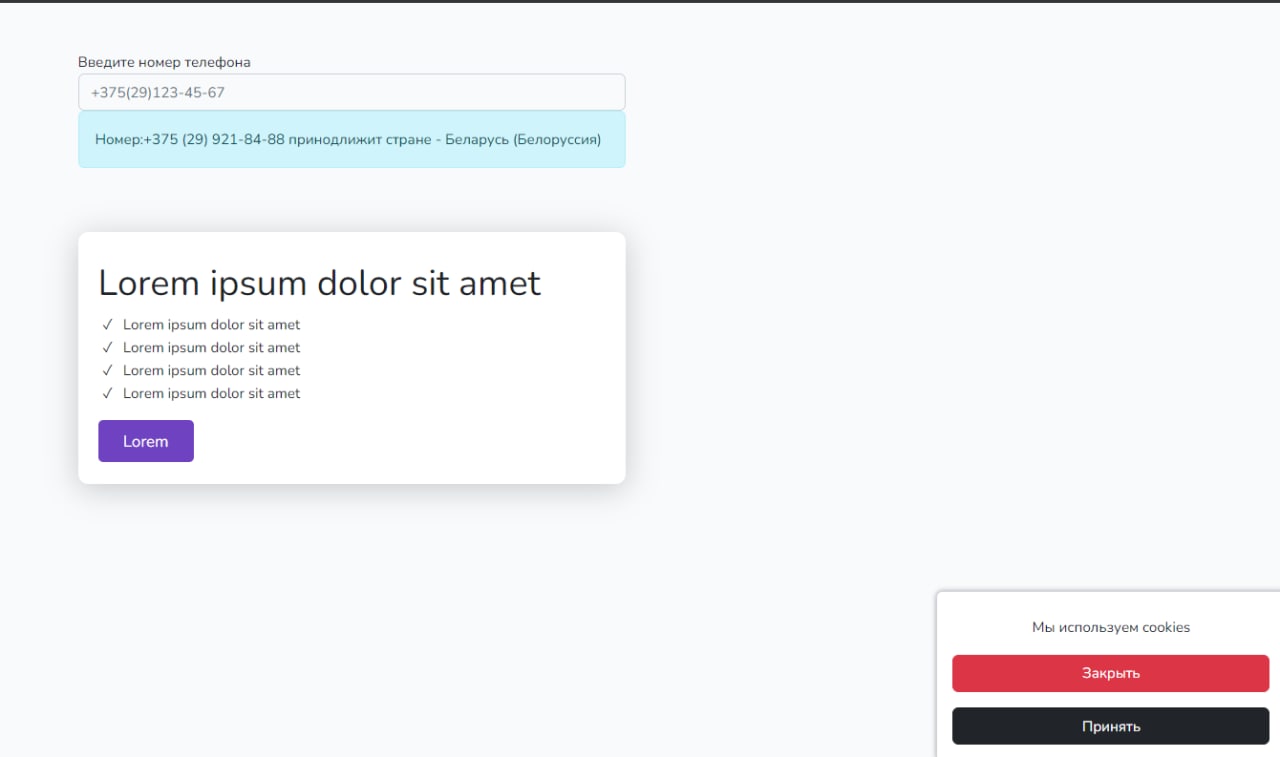 Введите номер телефона
+375(29)123-45-67
Номер:+375 (29) 921-84-88 принодлижит стране - Беларусь (Белоруссия)
Lorem ipsum dolor sit amet
✓ Lorem ipsum dolor sit amet
✓ Lorem ipsum dolor sit amet
✓ Lorem ipsum dolor sit amet
✓ Lorem ipsum dolor sit amet
Lorem
Мы используем cookies
Закрыть
Принять